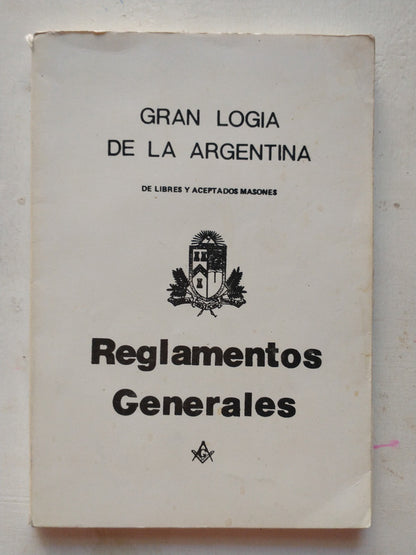 GRAN LOGIA
DE LA ARGENTINA
DE LIBRES Y ACEPTADOS MASONES
Reglamentos
Generales
G